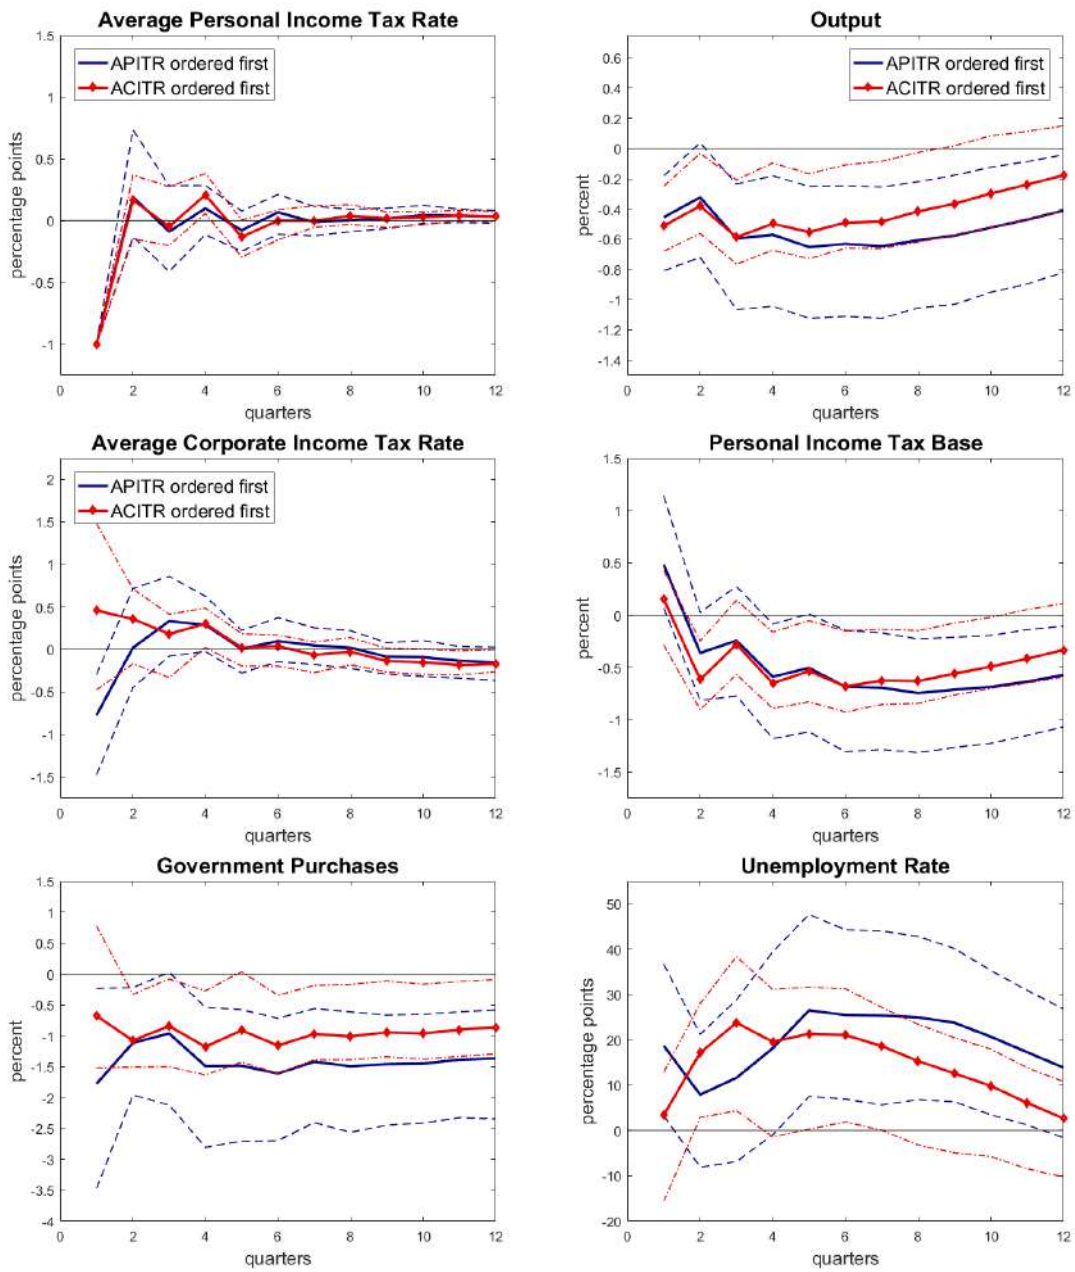 Average Personal Income Tax Rate
1.5
1
0.5
0
-0.5
-1
percentage points
APITR ordered first
ACITR ordered first
0 2 4 6 8 10 12
quarters
Output
0.6
0.4
0.2
0
-0.2
-0.4
-0.6
-0.8
-1
-1.2
-1.4
percent
APITR ordered first
ACITR ordered first
0 2 4 6 8 10 12
quarters
Average Corporate Income Tax Rate
2
1.5
1
0.5
0
-0.5
-1
-1.5
percentage points
APITR ordered first
ACITR ordered first
0 2 4 6 8 10 12
quarters
Personal Income Tax Base
1.5
1
0.5
0
-0.5
-1
-1.5
percent
0 2 4 6 8 10 12
quarters
Government Purchases
1.5
1
0.5
0
-0.5
-1
-1.5
-2
-2.5
-3
-3.5
-4
percent
0 2 4 6 8 10 12
quarters
Unemployment Rate
50
40
30
20
10
0
-10
-20
percentage points
0 2 4 6 8 10 12
quarters